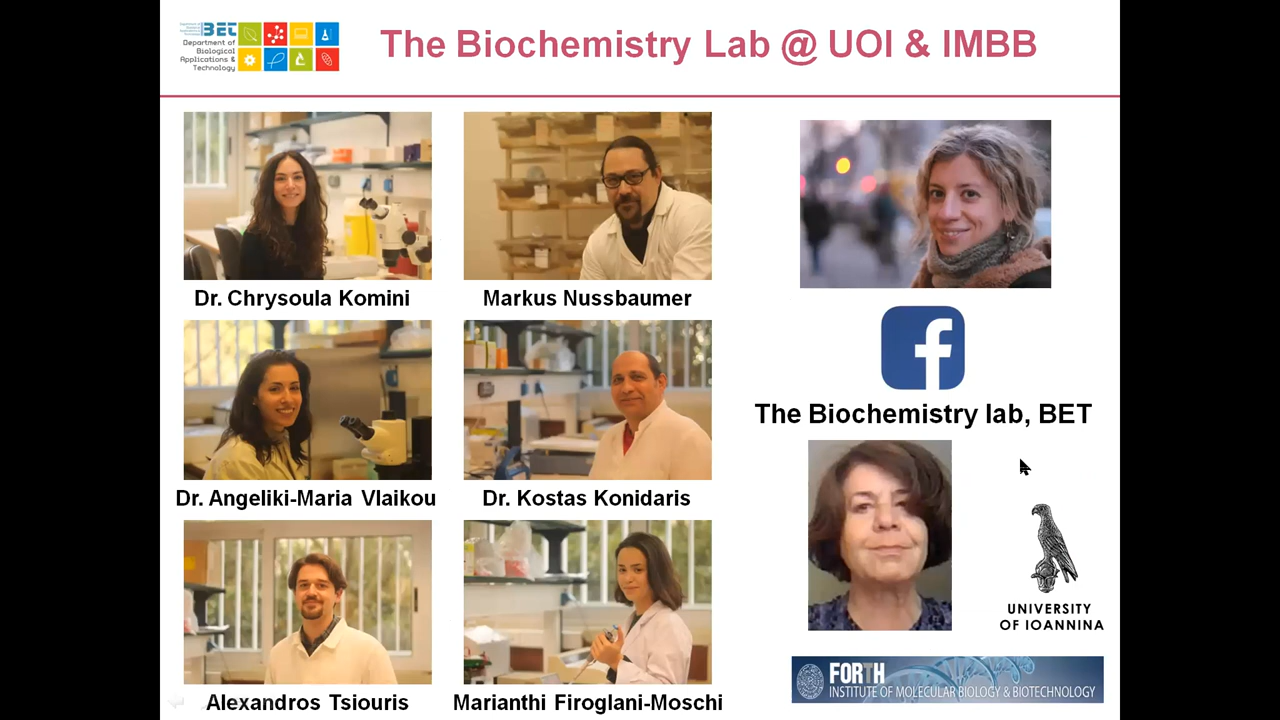 BET
Department of
Biological
Applications &
Technology
The Biochemistry Lab @ UOI & IMBB
Dr. Chrysoula Komini
Markus Nussbaumer
Dr. Angeliki-Maria Vlaikou
Dr. Kostas Konidaris
Alexandros Tsiouris
Marianthi Firoglani-Moschi
The Biochemistry lab, BET
UNIVERSITY
OF IOANNINA
FORTH
INSTITUTE OF MOLECULAR BIOLOGY & BIOTECHNOLOGY